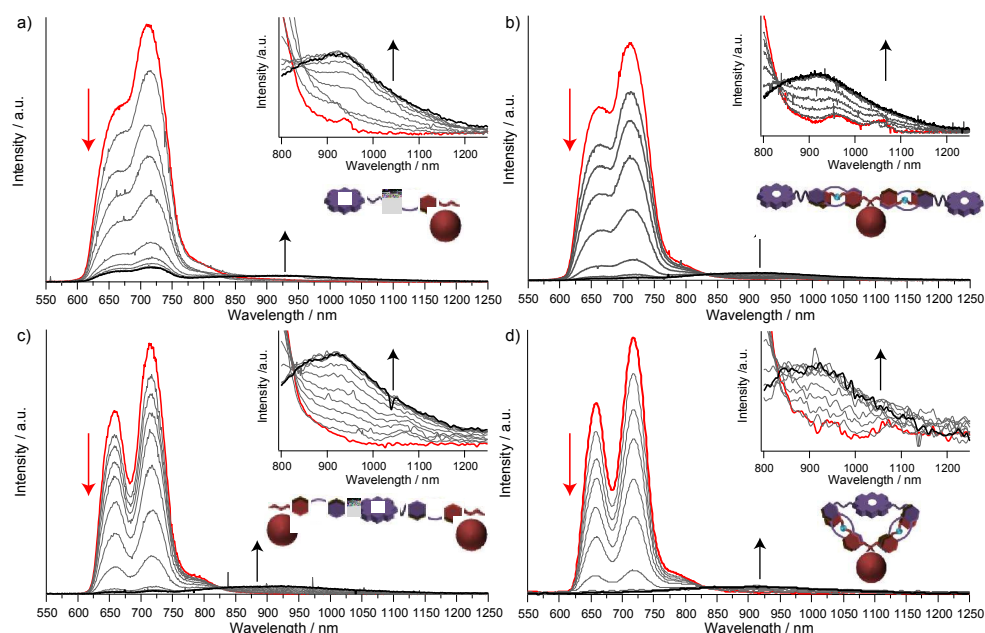 a)
Intensity / a.u.
550 600 650 700 750 800 850 900 950 1000 1050 1100 1150 1200 1250
Wavelength / nm
Intensity /a.u.
800 900 1000 1100 1200
Wavelength / nm
b)
Intensity / a.u.
550 600 650 700 750 800 850 900 950 1000 1050 1100 1150 1200 1250
Wavelength / nm
Intensity /a.u.
800 900 1000 1100 1200
Wavelength / nm
c)
Intensity / a.u.
550 600 650 700 750 800 850 900 950 1000 1050 1100 1150 1200 1250
Wavelength / nm
Intensity /a.u.
800 900 1000 1100 1200
Wavelength / nm
d)
Intensity / a.u.
550 600 650 700 750 800 850 900 950 1000 1050 1100 1150 1200 1250
Wavelength / nm
Intensity /a.u.
800 900 1000 1100 1200
Wavelength / nm